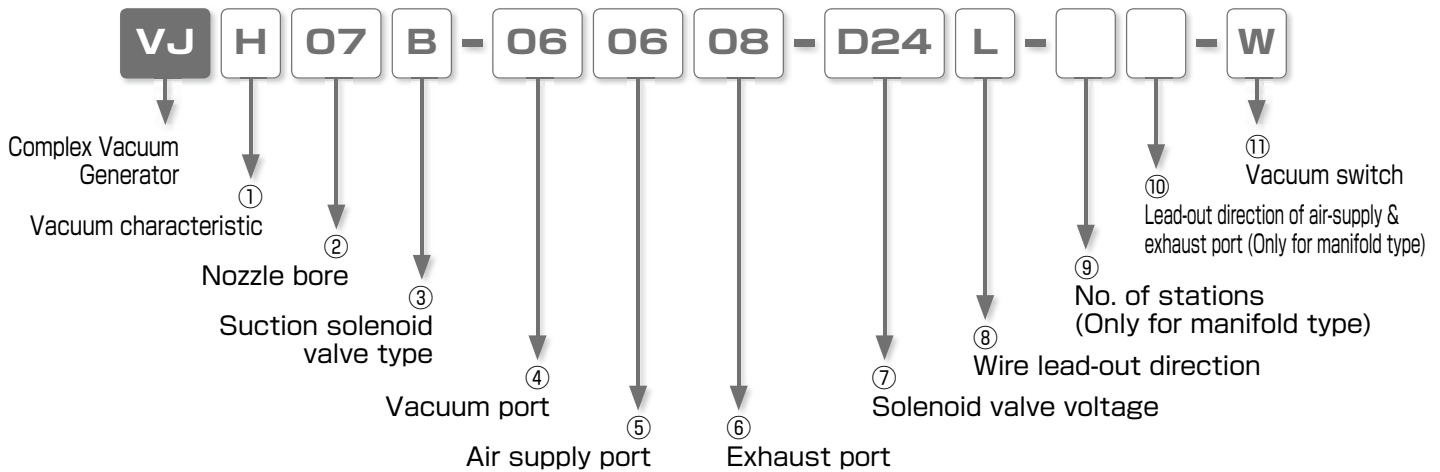 VJ H 07 B - 06 06 08 - D24 L - - W
Complex Vacuum
Generator
①
Vacuum characteristic
②
Nozzle bore
③
Suction solenoid
valve type
④
Vacuum port
⑤
Air supply port
⑥
Exhaust port
⑦
Solenoid valve voltage
⑧
Wire lead-out direction
⑨
No. of stations
(Only for manifold type)
⑩
Lead-out direction of air-supply &
exhaust port (Only for manifold type)
⑪
Vacuum switch